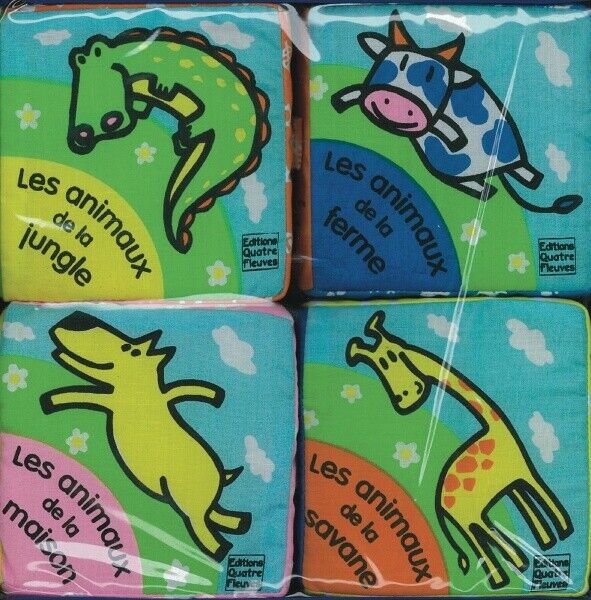 Les animaux
de la
jungle
Editions
Quatre
Fleuves
Les animaux
de la
ferme
Editions
Quatre
Fleuves
Les animaux
de la
maison
Editions
Quatre
Fleuves
Les animaux
de la
savane
Editions
Quatre
Fleuves